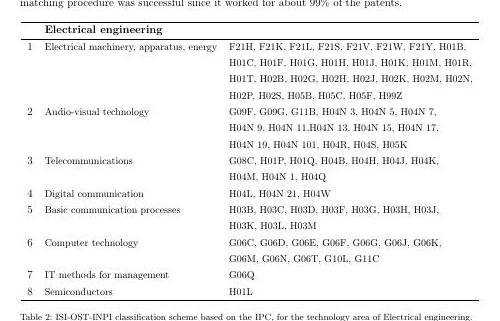 matching procedure was successful since it worked for about 99% of the patents.
Electrical engineering
1 Electrical machinery, apparatus, energy F21H, F21K, F21L, F21S, F21V, F21W, F21Y, H01B,
H01C, H01F, H01G, H01H, H01J, H01K, H01M, H01R,
H01T, H02B, H02G, H02H, H02J, H02K, H02M, H02N,
H02P, H02S, H05B, H05C, H05F, H99Z
2 Audio-visual technology G09F, G09G, G11B, H04N 3, H04N 5, H04N 7,
H04N 9, H04N 11,H04N 13, H04N 15, H04N 17,
H04N 19, H04N 101, H04R, H04S, H05K
3 Telecommunications G08C, H01P, H01Q, H04B, H04H, H04J, H04K,
H04M, H04N 1, H04Q
4 Digital communication H04L, H04N 21, H04W
5 Basic communication processes H03B, H03C, H03D, H03F, H03G, H03H, H03J,
H03K, H03L, H03M
6 Computer technology G06C, G06D, G06E, G06F, G06G, G06J, G06K,
G06M, G06N, G06T, G10L, G11C
7 IT methods for management G06Q
8 Semiconductors H01L
Table 2: ISI-OST-INPI classification scheme based on the IPC, for the technology area of Electrical engineering.